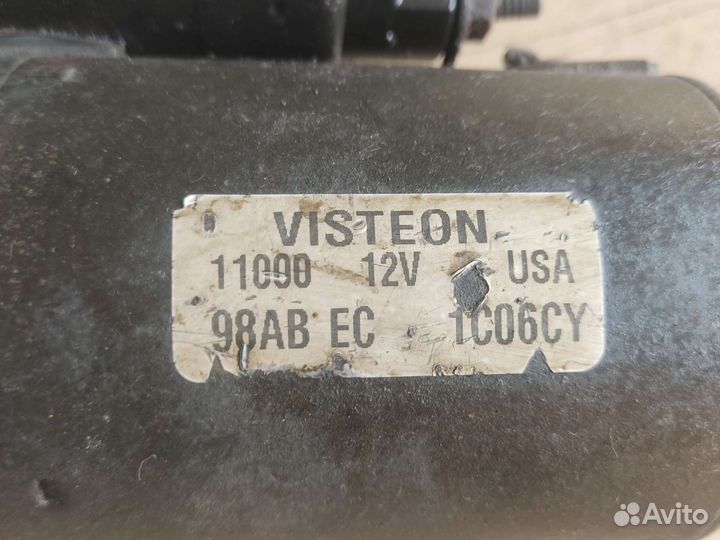 VISTEON
11000 12V USA
98AB EC 1C06CY
Avito